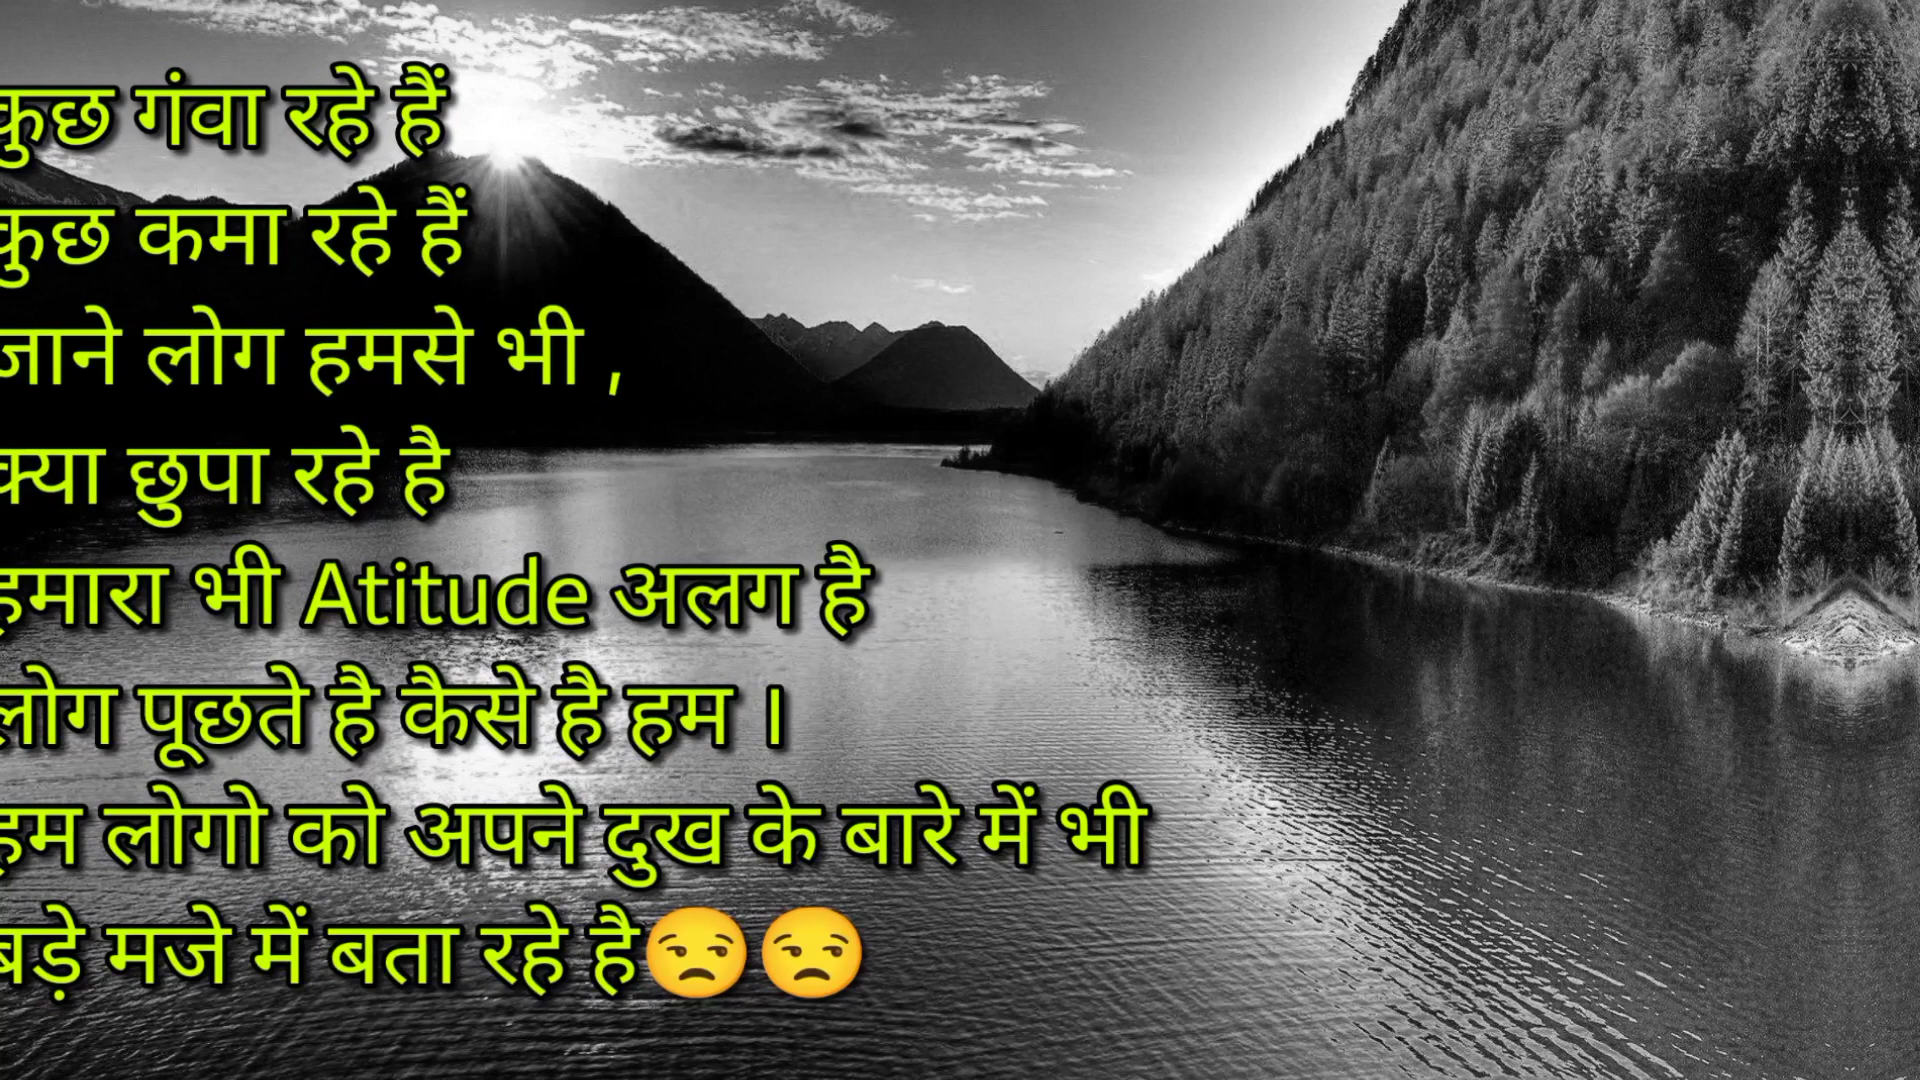 कुछ गंवा रहे हैं
कुछ कमा रहे हैं
जाने लोग हमसे भी ,
क्या छुपा रहे है
हमारा भी Atitude अलग है
लोग पूछते है कैसे है हम ।
हम लोगो को अपने दुख के बारे में भी
बड़े मजे में बता रहे है😒😒